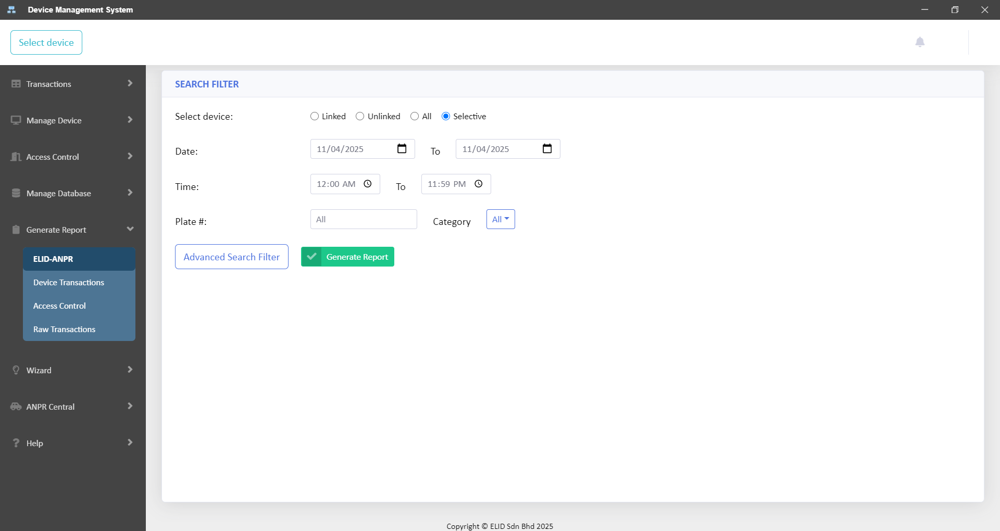 Device Management System
Select device
Transactions
Manage Device
Access Control
Manage Database
Generate Report
ELID-ANPR
Device Transactions
Access Control
Raw Transactions
Wizard
ANPR Central
Help
SEARCH FILTER
Select device: Linked Unlinked All Selective
Date: 11/04/2025 To 11/04/2025
Time: 12:00 AM To 11:59 PM
Plate #: All Category All
Advanced Search Filter Generate Report
Copyright © ELID Sdn Bhd 2025